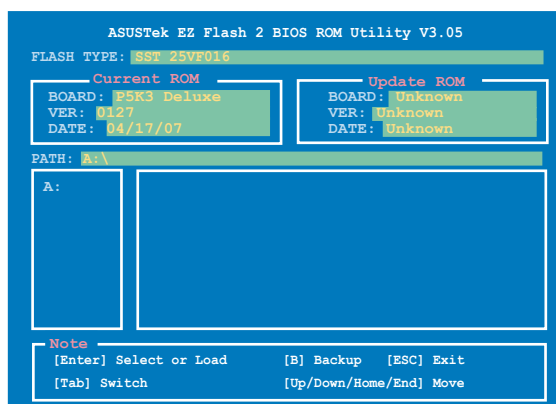 ASUSTek EZ Flash 2 BIOS ROM Utility V3.05
FLASH TYPE: SST 25VF016
Current ROM
BOARD: P5K3 Deluxe
VER: 0127
DATE: 04/17/07
Update ROM
BOARD: Unknown
VER: Unknown
DATE: Unknown
PATH: A:\
A:
Note
[Enter] Select or Load [B] Backup [ESC] Exit
[Tab] Switch [Up/Down/Home/End] Move